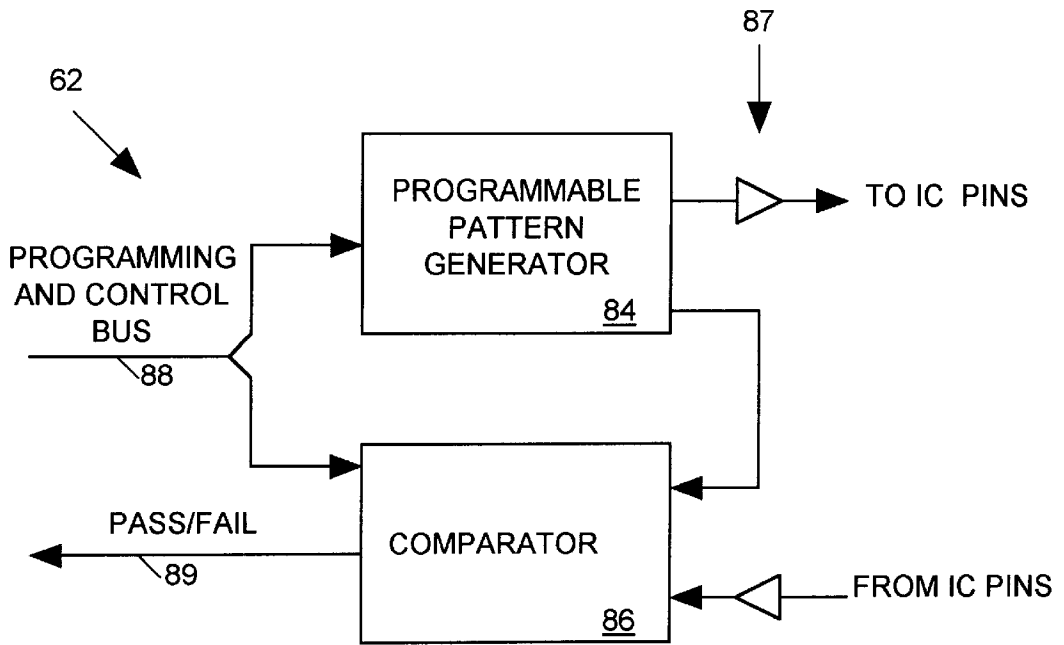 87
62
PROGRAMMABLE
PATTERN
GENERATOR
84
TO IC PINS
PROGRAMMING
AND CONTROL
BUS
88
PASS/FAIL
89
COMPARATOR
86
FROM IC PINS